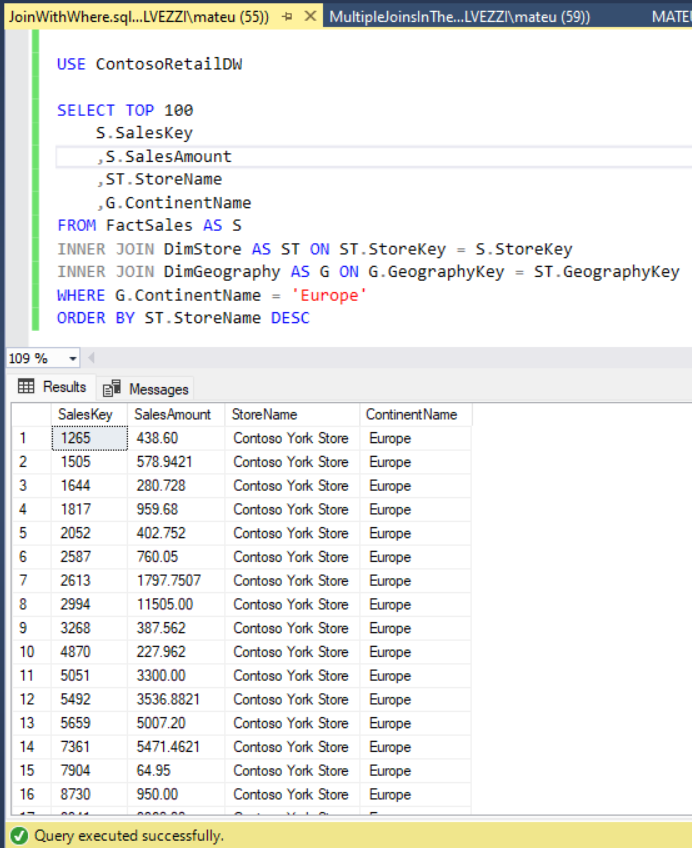 JoinWithWhere.sql...LVEZZI\mateu (55)) MultipleJoinsInThe...LVEZZI\mateu (59)) MATEU
USE ContosoRetailDW
SELECT TOP 100
S.SalesKey
,S.SalesAmount
,ST.StoreName
,G.ContinentName
FROM FactSales AS S
INNER JOIN DimStore AS ST ON ST.StoreKey = S.StoreKey
INNER JOIN DimGeography AS G ON G.GeographyKey = ST.GeographyKey
WHERE G.ContinentName = 'Europe'
ORDER BY ST.StoreName DESC
109 %
Results Messages
SalesKey SalesAmount StoreName ContinentName
1 1265 438.60 Contoso York Store Europe
2 1505 578.9421 Contoso York Store Europe
3 1644 280.728 Contoso York Store Europe
4 1817 959.68 Contoso York Store Europe
5 2052 402.752 Contoso York Store Europe
6 2587 760.05 Contoso York Store Europe
7 2613 1797.7507 Contoso York Store Europe
8 2994 11505.00 Contoso York Store Europe
9 3268 387.562 Contoso York Store Europe
10 4870 227.962 Contoso York Store Europe
11 5051 3300.00 Contoso York Store Europe
12 5492 3536.8821 Contoso York Store Europe
13 5659 5007.20 Contoso York Store Europe
14 7361 5471.4621 Contoso York Store Europe
15 7904 64.95 Contoso York Store Europe
16 8730 950.00 Contoso York Store Europe
Query executed successfully.